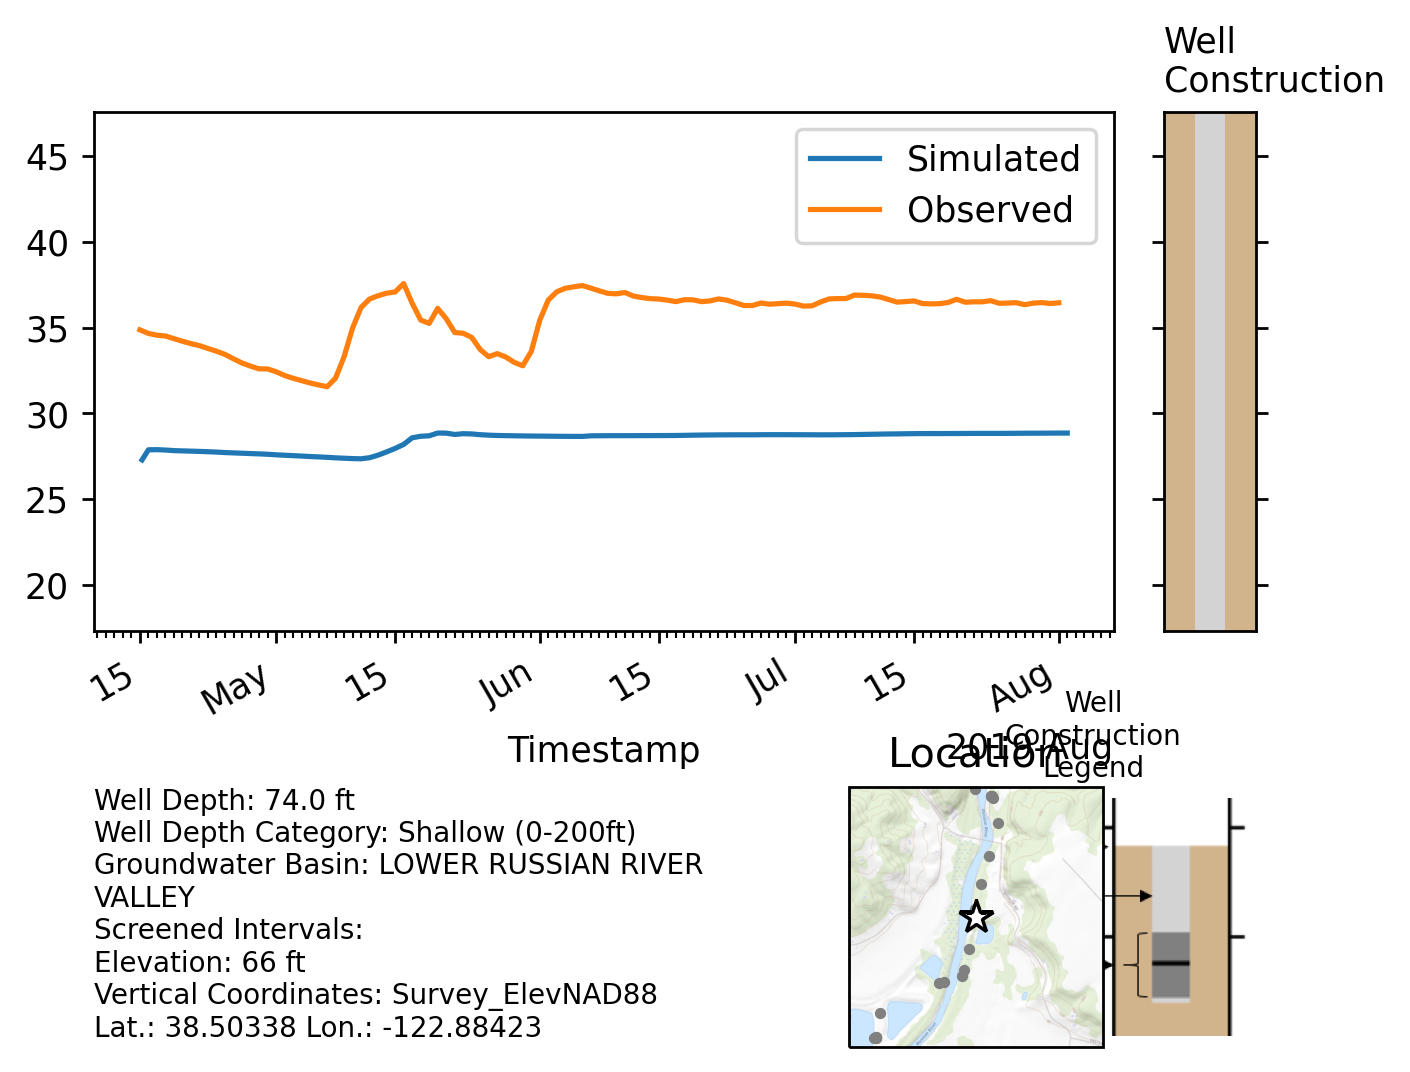 Well
Construction
45
40
35
30
25
20
Simulated
Observed
15
May
15
Jun
15
Jul
15
Aug
Timestamp
2019-Aug
Location
Well
Construction
Legend
Well Depth: 74.0 ft
Well Depth Category: Shallow (0-200ft)
Groundwater Basin: LOWER RUSSIAN RIVER
VALLEY
Screened Intervals:
Elevation: 66 ft
Vertical Coordinates: Survey_ElevNAD88
Lat.: 38.50338 Lon.: -122.88423